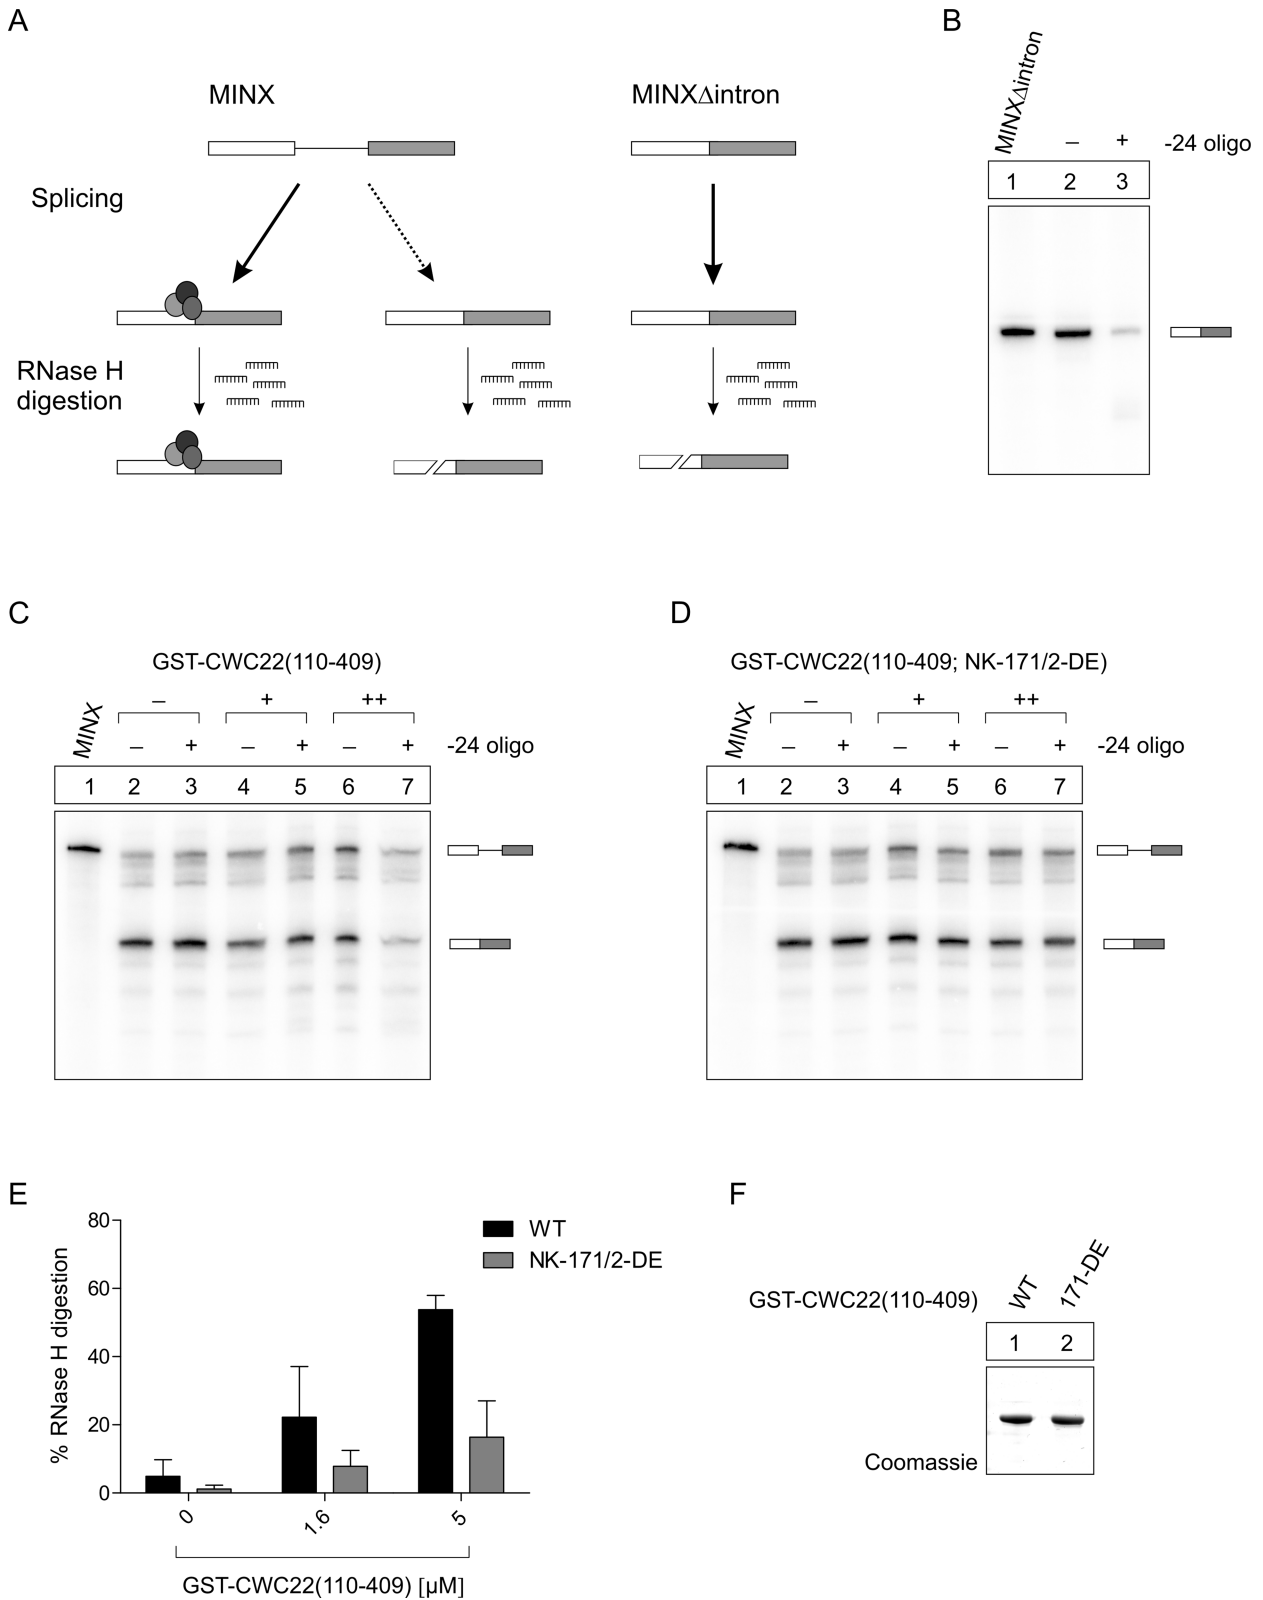 A
MINX
MINXΔintron
Splicing
RNase H
digestion
B
MINXΔintron
– + -24 oligo
1 2 3
C
GST-CWC22(110-409)
MINX
– + ++
– + – + – + -24 oligo
1 2 3 4 5 6 7
D
GST-CWC22(110-409; NK-171/2-DE)
MINX
– + ++
– + – + – + -24 oligo
1 2 3 4 5 6 7
E
% RNase H digestion
80
60
40
20
0
WT
NK-171/2-DE
0 1.6 5
GST-CWC22(110-409) [µM]
F
GST-CWC22(110-409)
WT 171-DE
1 2
Coomassie